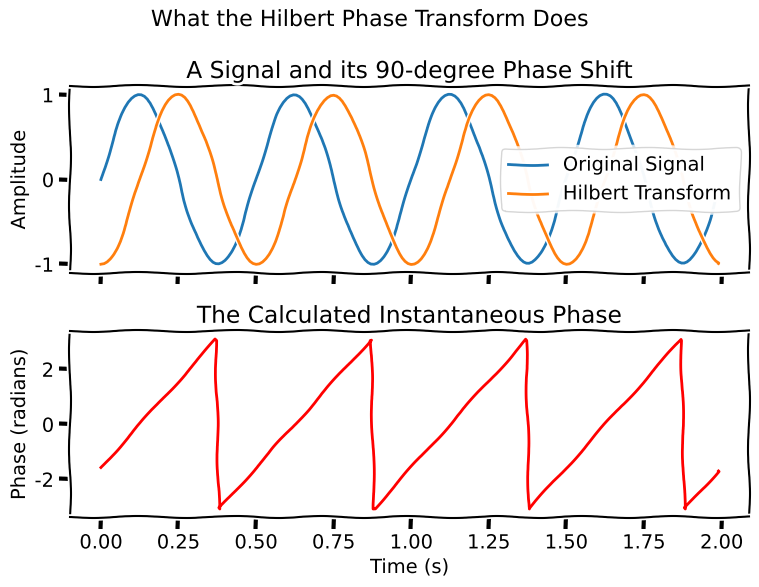 What the Hilbert Phase Transform Does
A Signal and its 90-degree Phase Shift
Amplitude
1
0
-1
Original Signal
Hilbert Transform
The Calculated Instantaneous Phase
Phase (radians)
2
0
-2
0.00 0.25 0.50 0.75 1.00 1.25 1.50 1.75 2.00
Time (s)